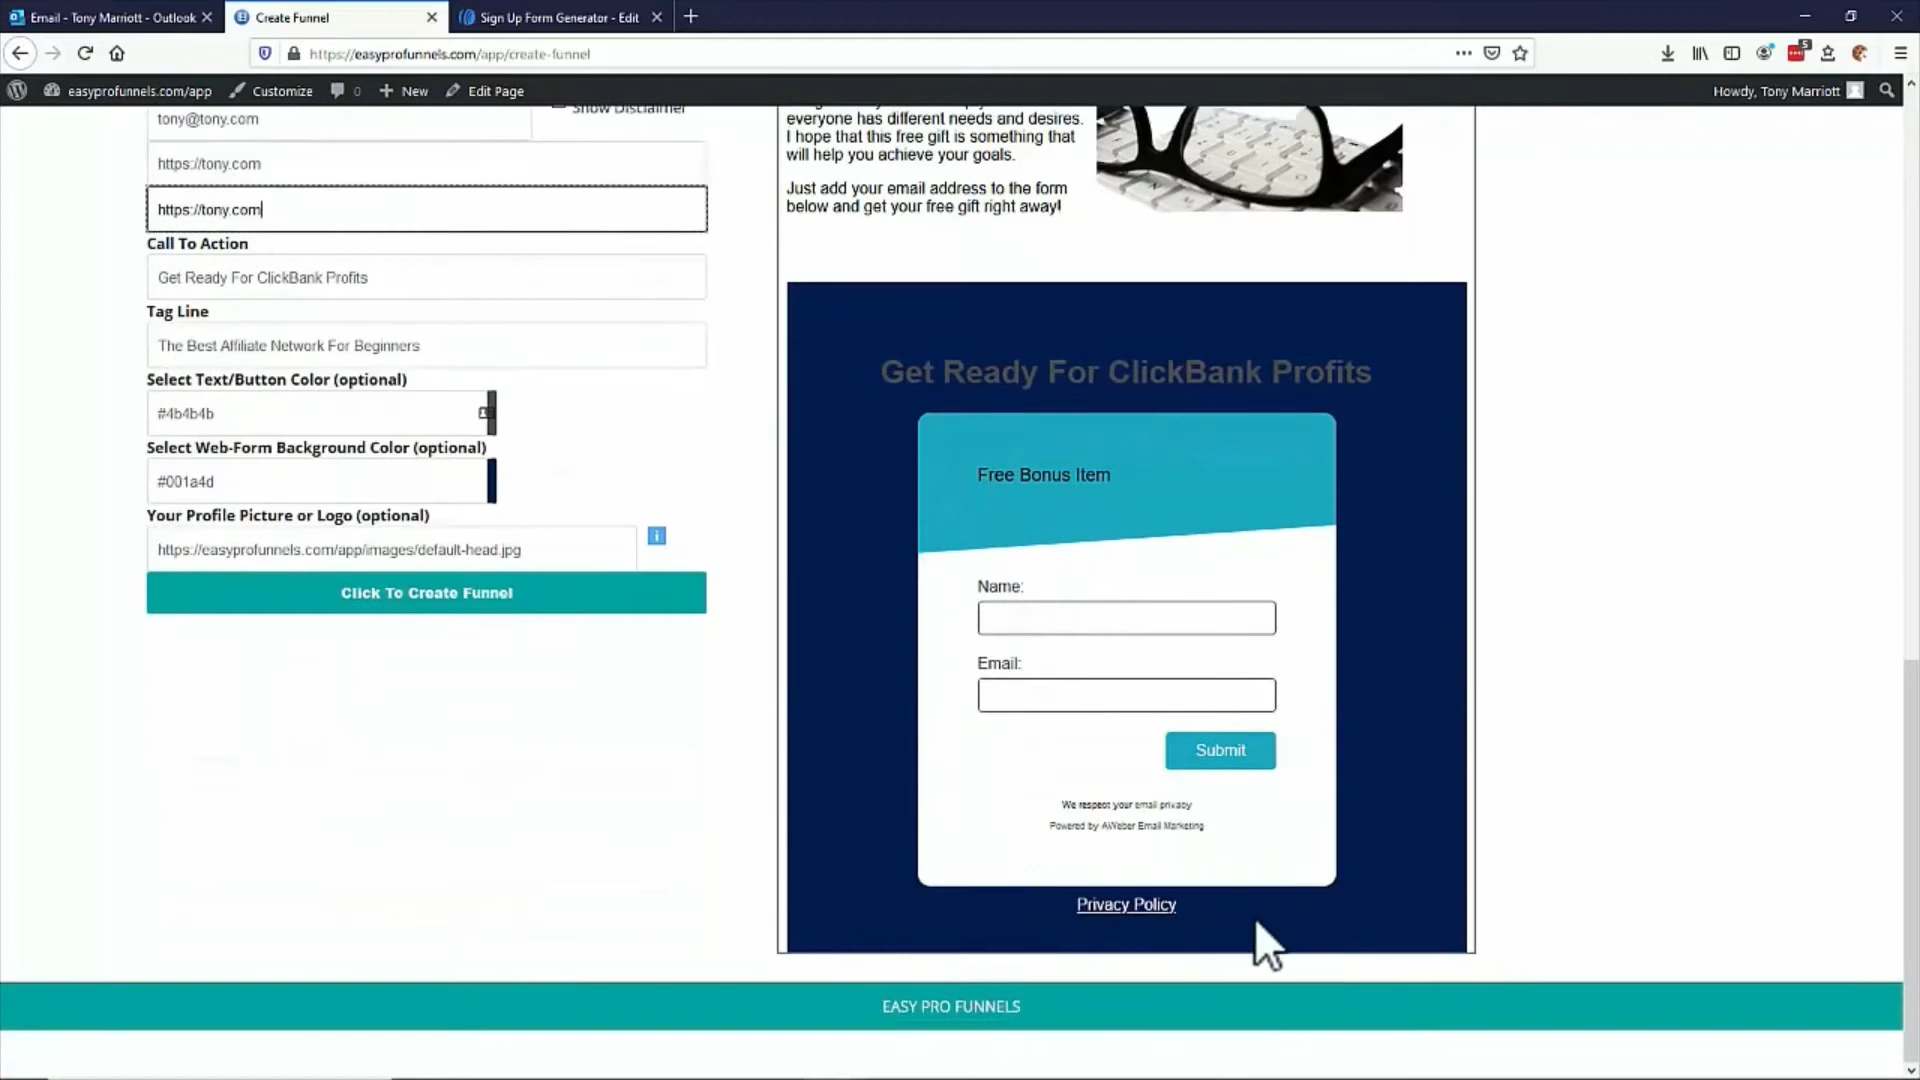 Email - Tony Marriott - Outlook
Create Funnel
Sign Up Form Generator - Edit
https://easyprofunnels.com/app/create-funnel
5
easyprofunnels.com/app
Customize
0
New
Edit Page
Howdy, Tony Marriott
tony@tony.com
Show Disclaimer
https://tony.com
https://tony.com
Call To Action
Get Ready For ClickBank Profits
Tag Line
The Best Affiliate Network For Beginners
Select Text/Button Color (optional)
#4b4b4b
Select Web-Form Background Color (optional)
#001a4d
Your Profile Picture or Logo (optional)
https://easyprofunnels.com/app/images/default-head.jpg
i
Click To Create Funnel
everyone has different needs and desires.
I hope that this free gift is something that
will help you achieve your goals.
Just add your email address to the form
below and get your free gift right away!
Get Ready For ClickBank Profits
Free Bonus Item
Name:
Email:
Submit
We respect your email privacy
Powered by AWeber Email Marketing
Privacy Policy
EASY PRO FUNNELS